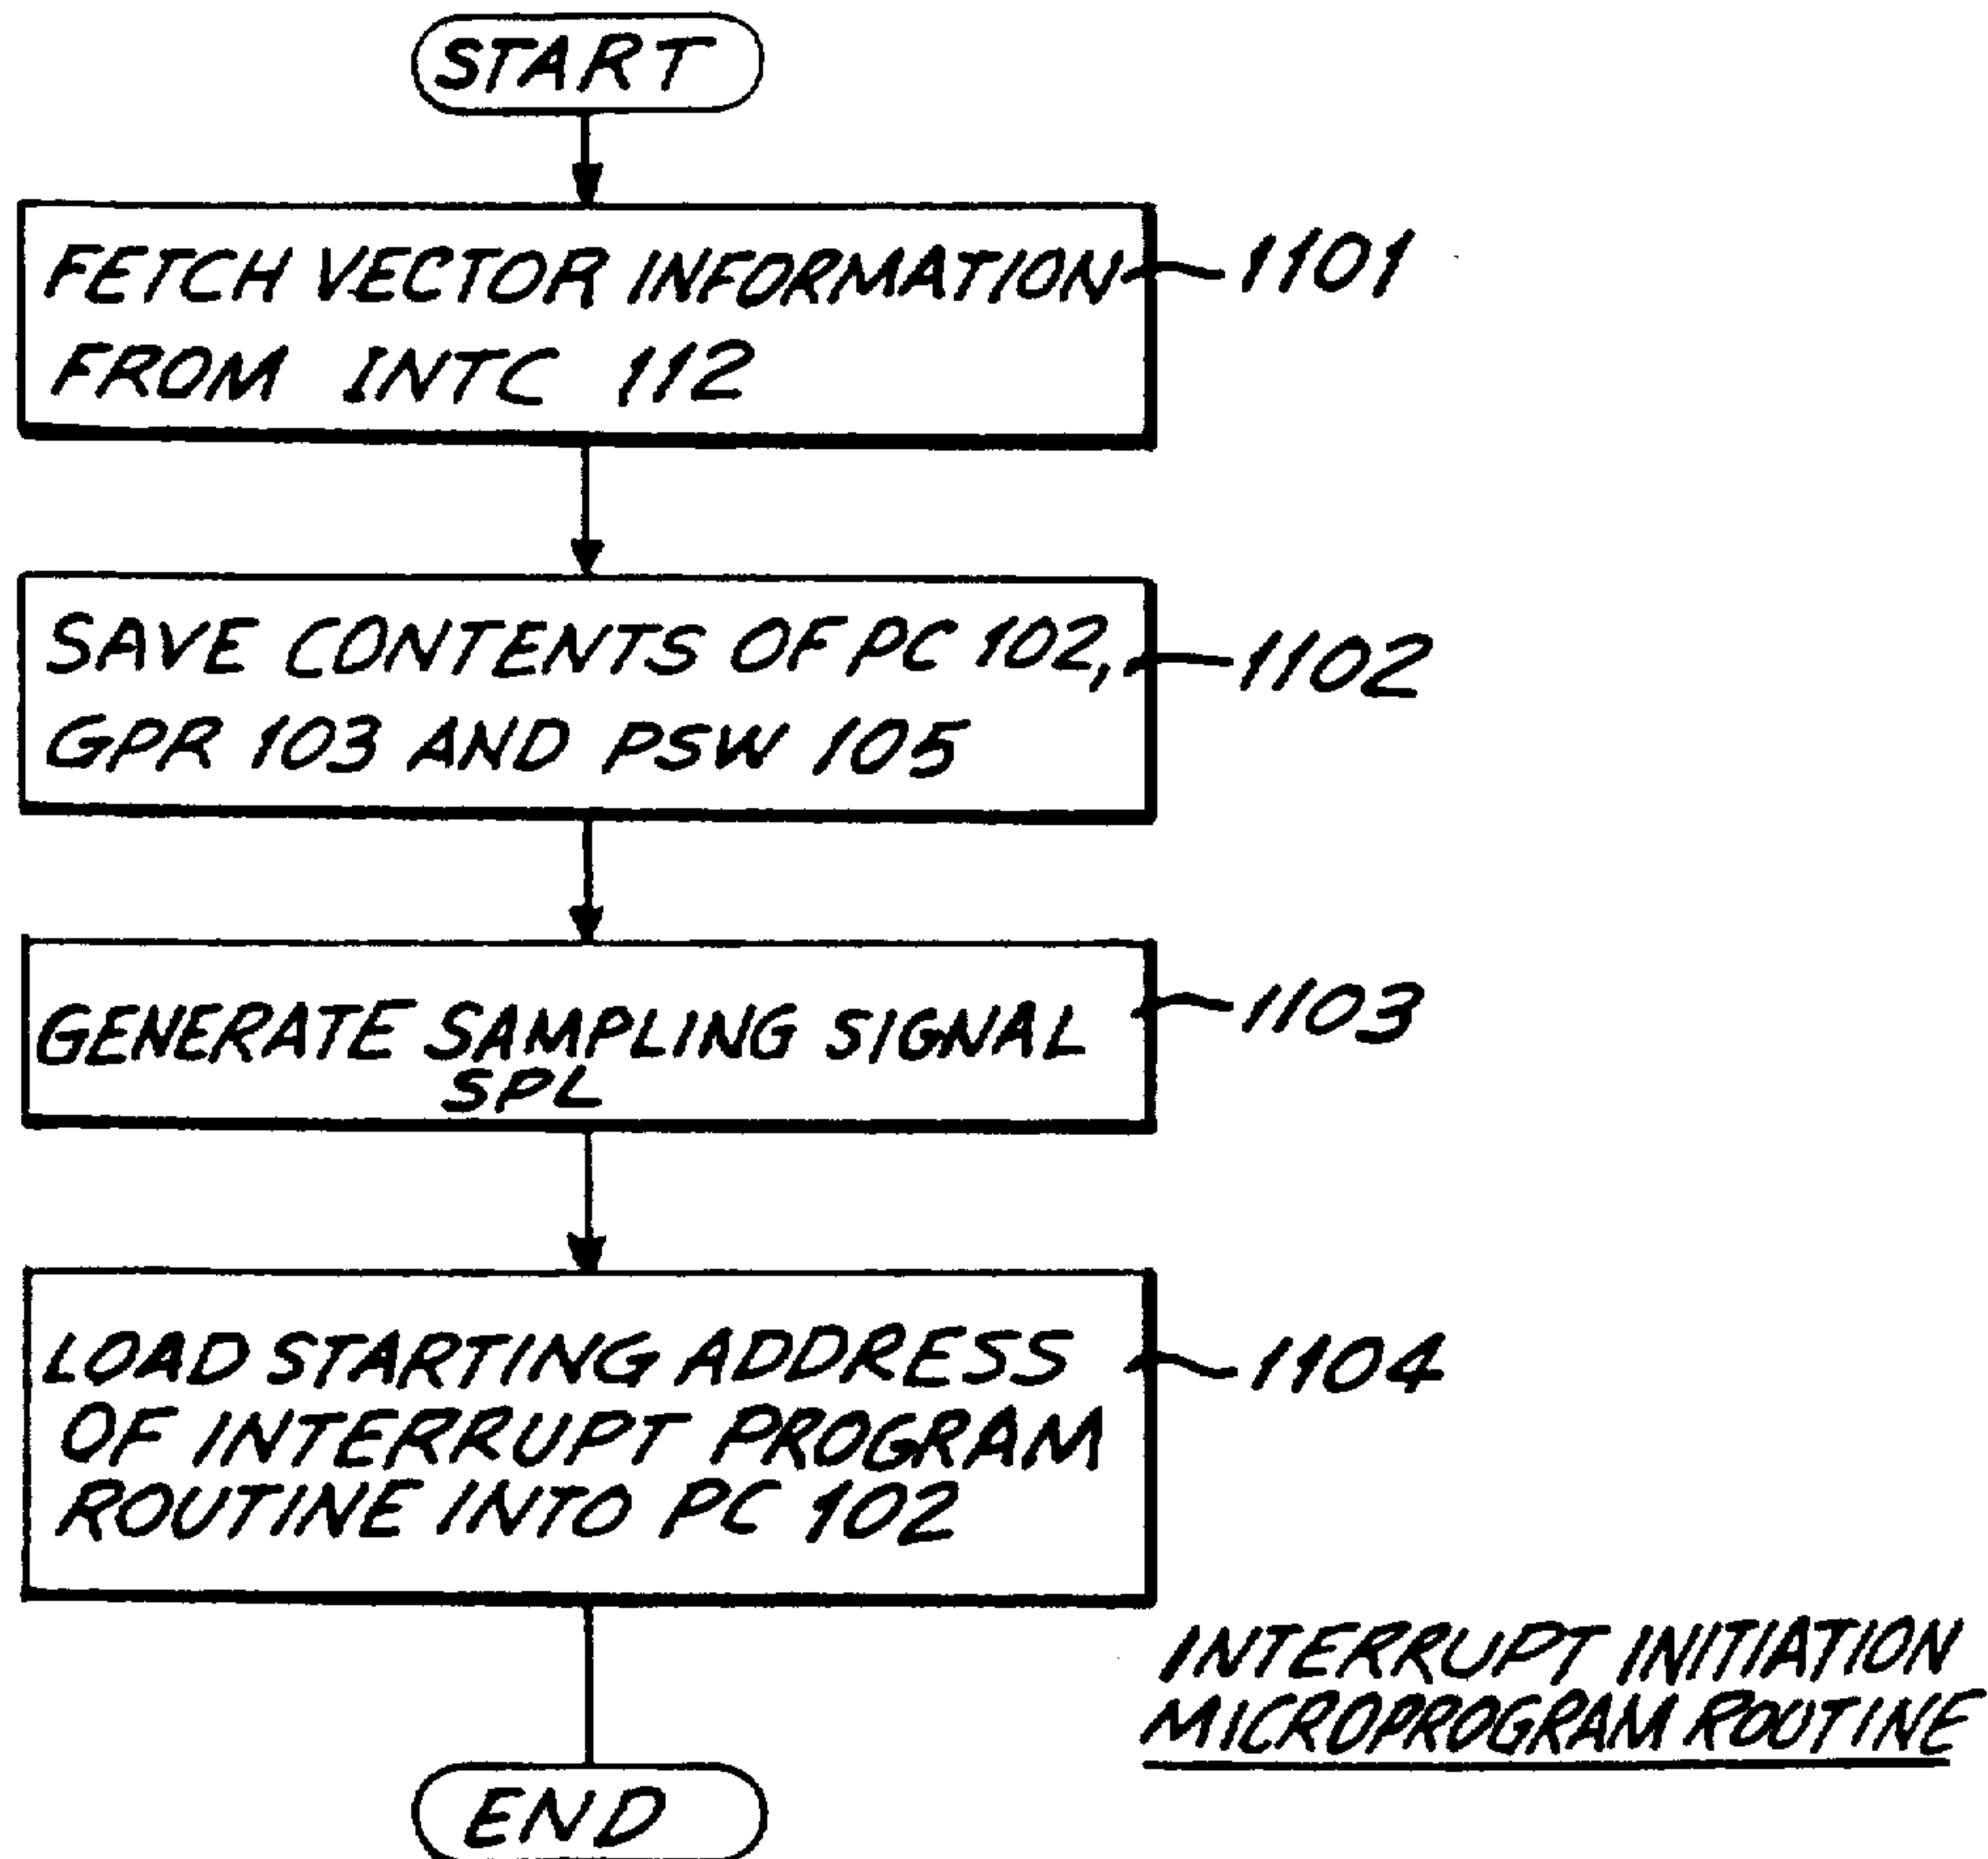 START
FETCH VECTOR INFORMATION
FROM INTC 112
1101
SAVE CONTENTS OF PC 102,
GPR 103 AND PSW 105
1102
GENERATE SAMPLING SIGNAL
SPL
1103
LOAD STARTING ADDRESS
OF INTERRUPT PROGRAM
ROUTINE INTO PC 102
1104
END
INTERRUPT INITIATION
MICROPROGRAM ROUTINE